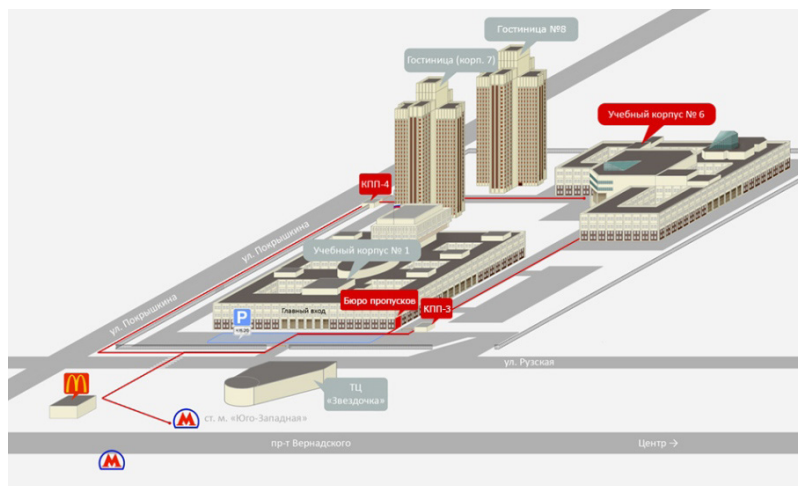 Гостиница №8
Гостиница (корп. 7)
Учебный корпус № 6
КПП-4
ул. Покрышкина
Учебный корпус № 1
ул. Покрышкина
Бюро пропусков
КПП-3
Главный вход
P
ул. Рузская
ТЦ
«Звездочка»
М
ст. м. «Юго-Западная»
пр-т Вернадского
Центр →
М